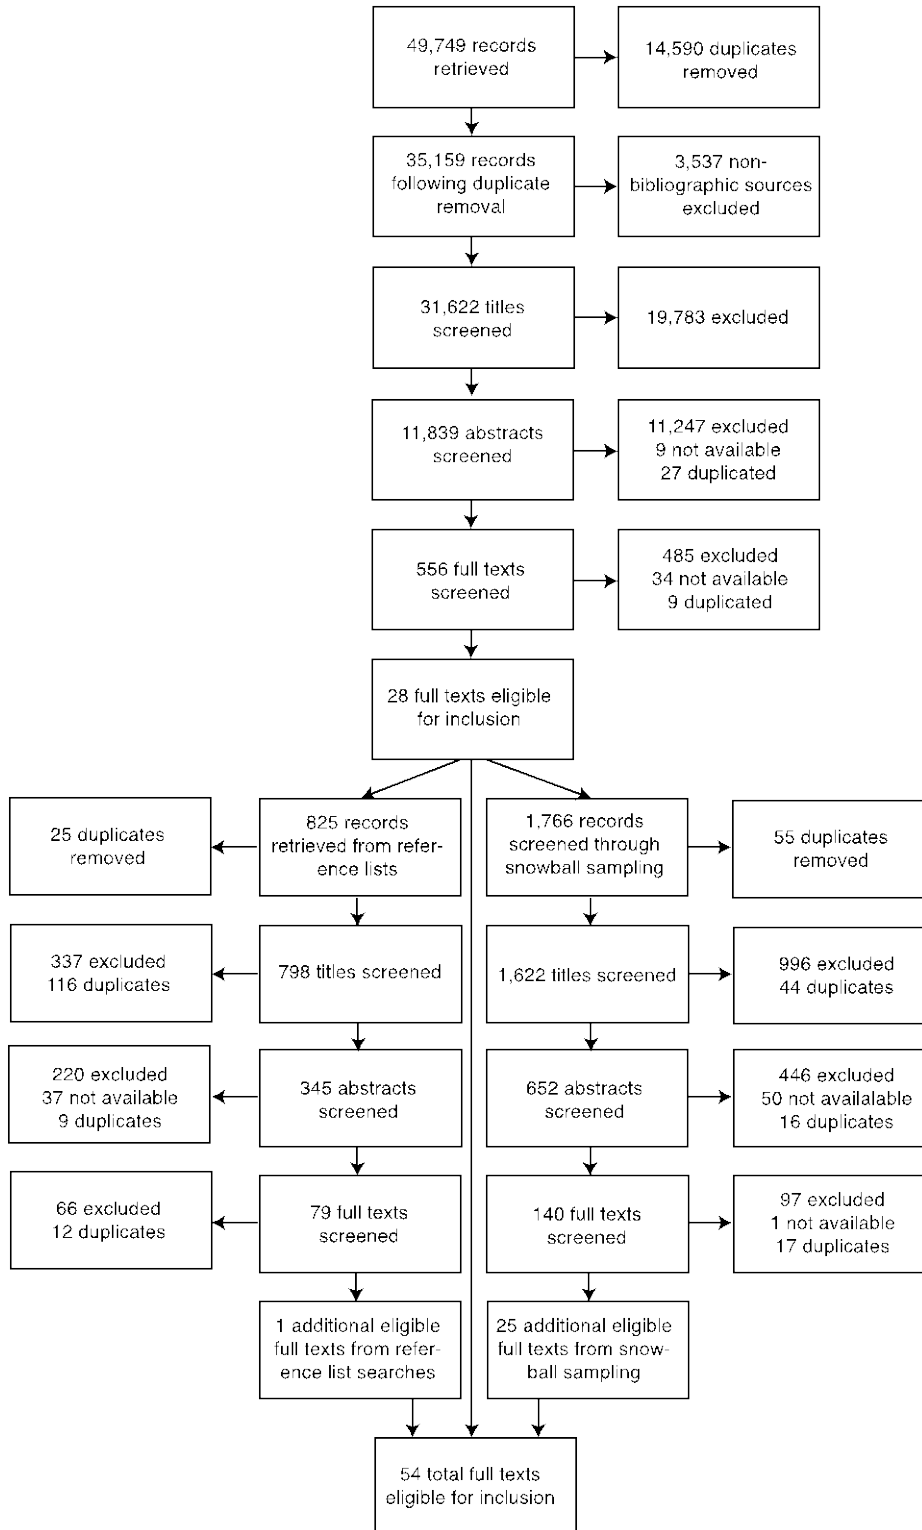 49,749 records
retrieved
14,590 duplicates
removed
35,159 records
following duplicate
removal
3,537 non-
bibliographic sources
excluded
31,622 titles
screened
19,783 excluded
11,839 abstracts
screened
11,247 excluded
9 not available
27 duplicated
556 full texts
screened
485 excluded
34 not available
9 duplicated
28 full texts eligible
for inclusion
25 duplicates
removed
825 records
retrieved from refer-
ence lists
1,766 records
screened through
snowball sampling
55 duplicates
removed
337 excluded
116 duplicates
798 titles screened
1,622 titles screened
996 excluded
44 duplicates
220 excluded
37 not available
9 duplicates
345 abstracts
screened
652 abstracts
screened
446 excluded
50 not availalable
16 duplicates
66 excluded
12 duplicates
79 full texts
screened
140 full texts
screened
97 excluded
1 not available
17 duplicates
1 additional eligible
full texts from refer-
ence list searches
25 additional eligible
full texts from snow-
ball sampling
54 total full texts
eligible for inclusion